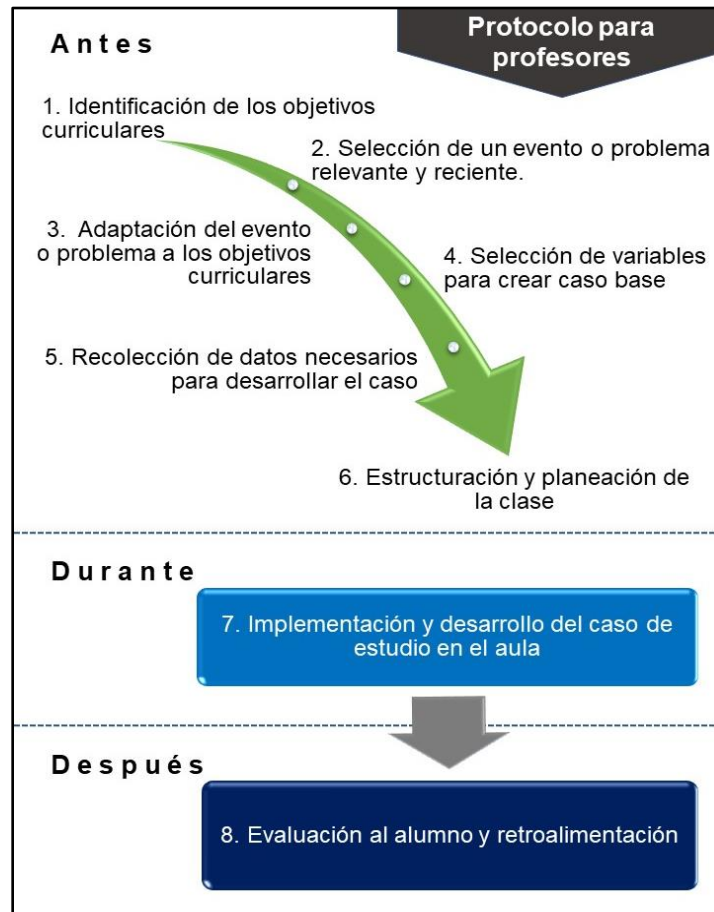 Antes
Protocolo para
profesores
1. Identificación de los objetivos
curriculares
2. Selección de un evento o problema
relevante y reciente.
3. Adaptación del evento
o problema a los objetivos
curriculares
4. Selección de variables
para crear caso base
5. Recolección de datos necesarios
para desarrollar el caso
6. Estructuración y planeación de
la clase
Durante
7. Implementación y desarrollo del caso de
estudio en el aula
Después
8. Evaluación al alumno y retroalimentación